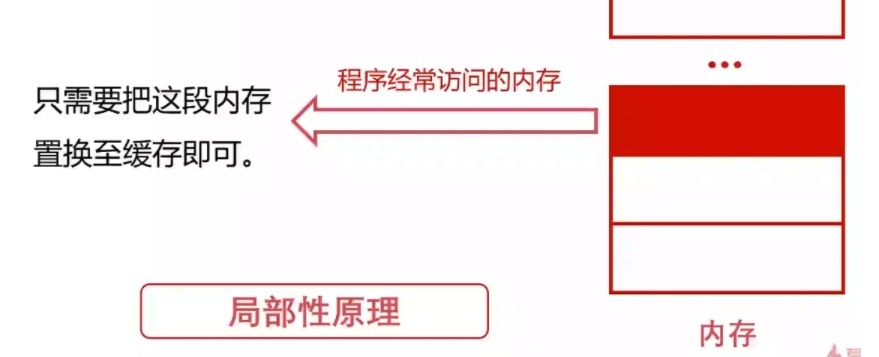 程序经常访问的内存
只需要把这段内存
置换至缓存即可。
局部性原理
内存